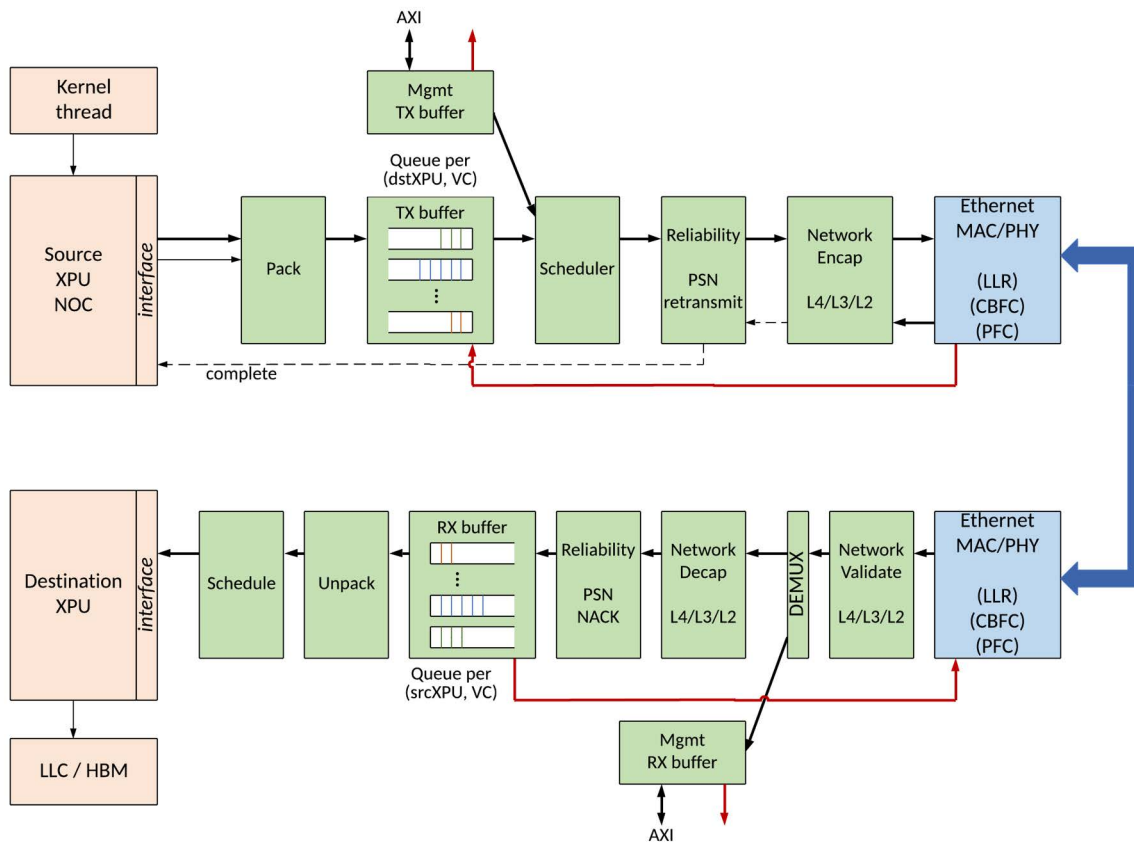 AXI
Kernel
thread
Mgmt
TX buffer
Queue per
(dstXPU, VC)
Source
XPU
NOC
interface
Pack
TX buffer
Scheduler
Reliability
PSN
retransmit
Network
Encap
L4/L3/L2
Ethernet
MAC/PHY
(LLR)
(CBFC)
(PFC)
complete
Destination
XPU
interface
Schedule
Unpack
RX buffer
Queue per
(srcXPU, VC)
Reliability
PSN
NACK
Network
Decap
L4/L3/L2
DEMUX
Network
Validate
L4/L3/L2
Ethernet
MAC/PHY
(LLR)
(CBFC)
(PFC)
LLC / HBM
Mgmt
RX buffer
AXI